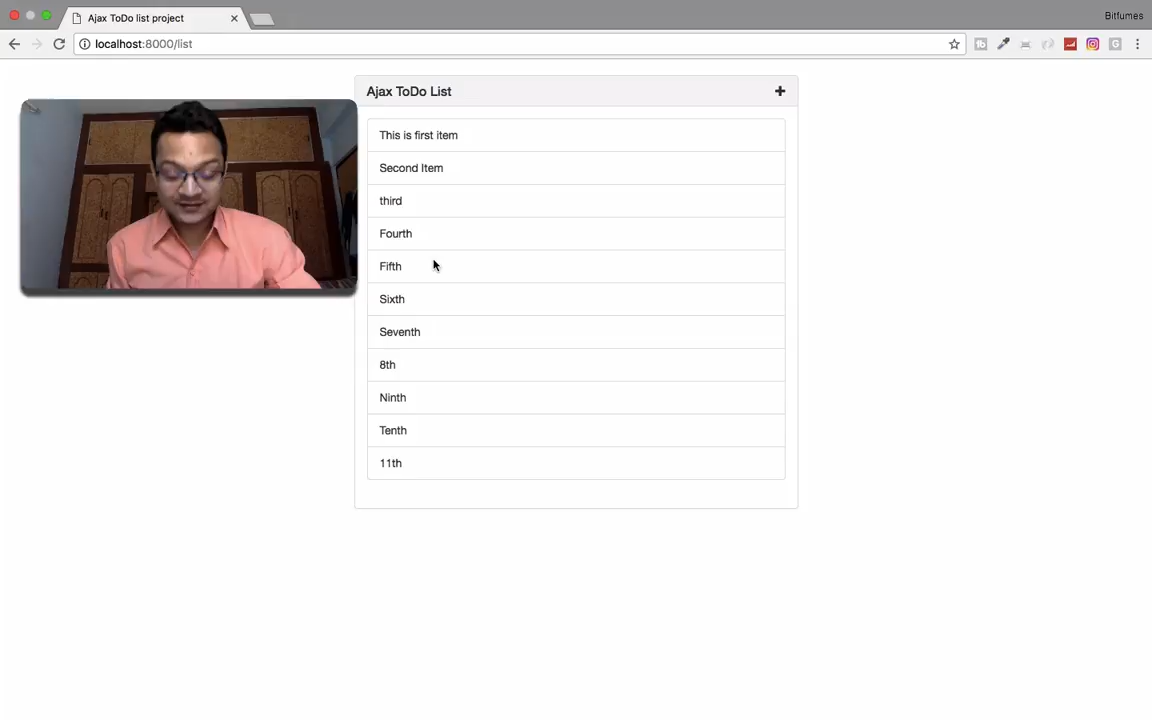 Ajax ToDo list project
Bitfumes
localhost:8000/list
Ajax ToDo List
This is first item
Second Item
third
Fourth
Fifth
Sixth
Seventh
8th
Ninth
Tenth
11th